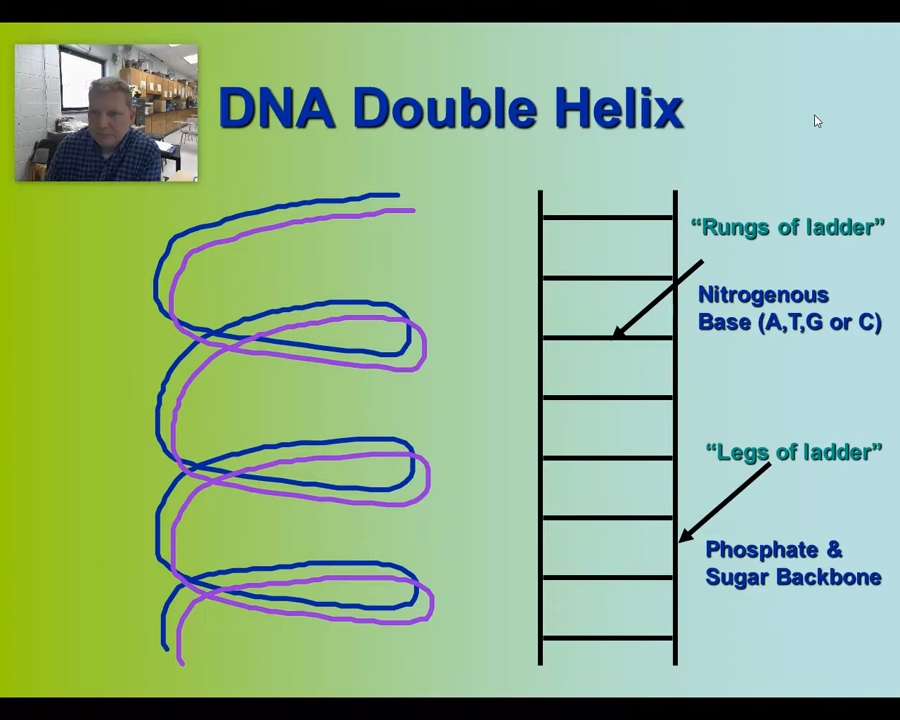 DNA Double Helix
“Rungs of ladder”
Nitrogenous
Base (A,T,G or C)
“Legs of ladder”
Phosphate &
Sugar Backbone